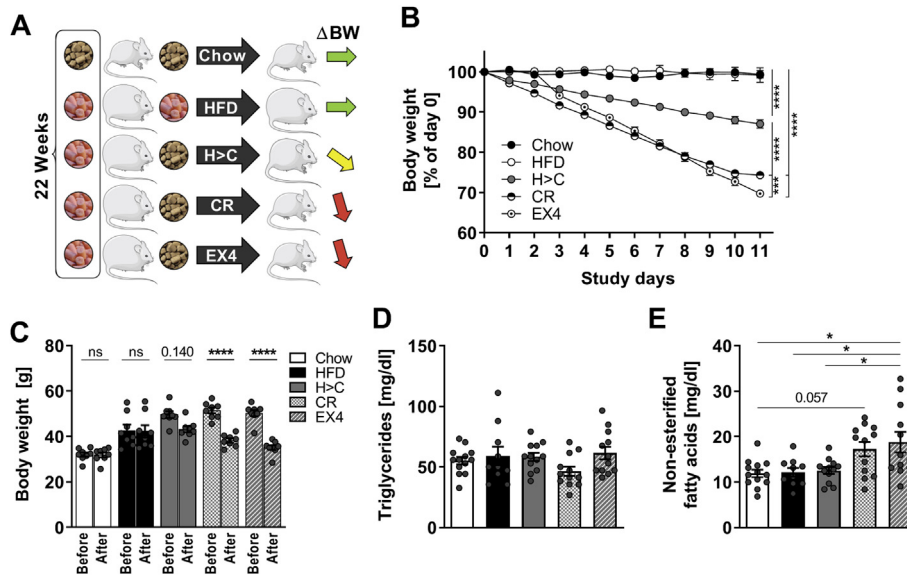 A
ΔBW
22 Weeks
Chow
HFD
H>C
CR
EX4
B
Body weight
[% of day 0]
100
90
80
70
60
Chow
HFD
H>C
CR
EX4
0 1 2 3 4 5 6 7 8 9 10 11
Study days
****
****
***
****
C
Body weight [g]
80
60
40
20
0
ns ns 0.140 **** ****
Chow
HFD
H>C
CR
EX4
Before After Before After Before After Before After Before After
D
Triglycerides [mg/dl]
150
100
50
0
E
Non-esterified
fatty acids [mg/dl]
40
30
20
10
0
*
*
*
0.057